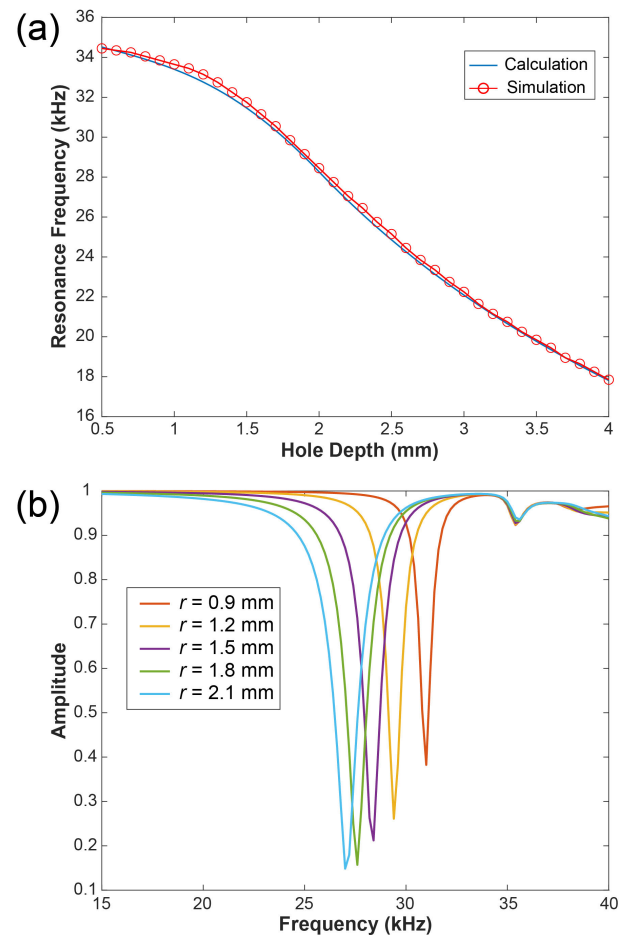 (a)
36
34
32
30
28
26
24
22
20
18
16
Resonance Frequency (kHz)
Calculation
Simulation
0.5 1 1.5 2 2.5 3 3.5 4
Hole Depth (mm)
(b)
1
0.9
0.8
0.7
0.6
0.5
0.4
0.3
0.2
0.1
Amplitude
r = 0.9 mm
r = 1.2 mm
r = 1.5 mm
r = 1.8 mm
r = 2.1 mm
15 20 25 30 35 40
Frequency (kHz)